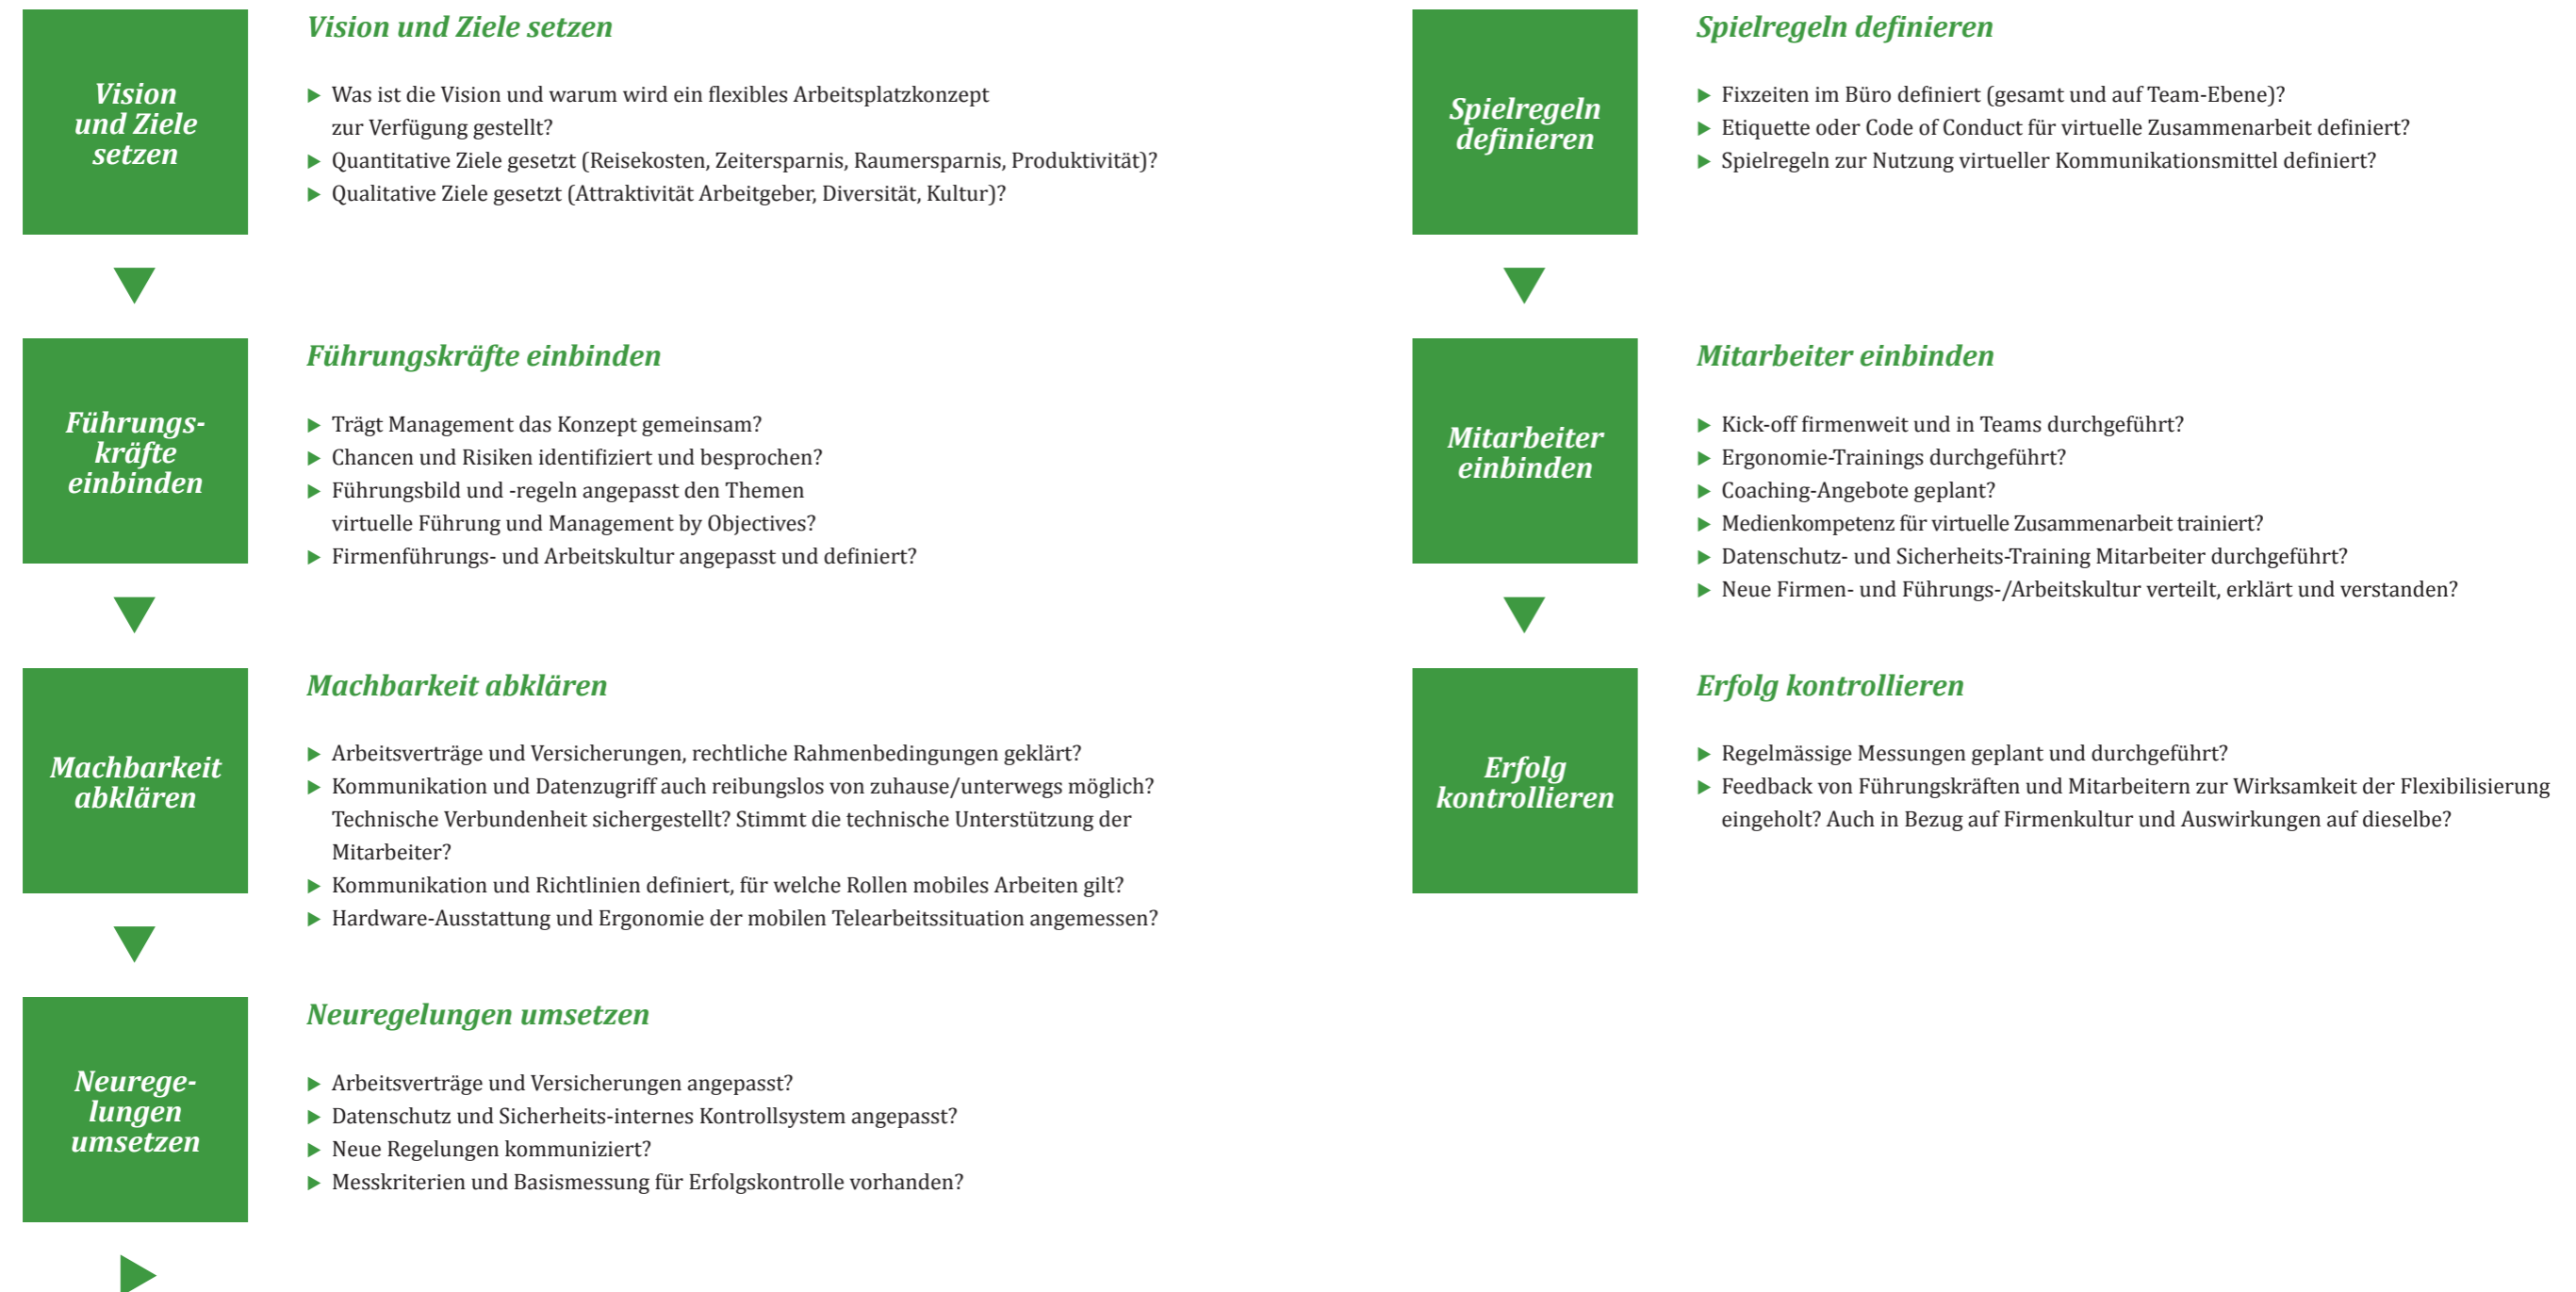 Vision
und Ziele
setzen
Vision und Ziele setzen
Was ist die Vision und warum wird ein flexibles Arbeitsplatzkonzept
zur Verfügung gestellt?
Quantitative Ziele gesetzt (Reisekosten, Zeitersparnis, Raumersparnis, Produktivität)?
Qualitative Ziele gesetzt (Attraktivität Arbeitgeber, Diversität, Kultur)?
Führungs-
kräfte
einbinden
Führungskräfte einbinden
Trägt Management das Konzept gemeinsam?
Chancen und Risiken identifiziert und besprochen?
Führungsbild und -regeln angepasst den Themen
virtuelle Führung und Management by Objectives?
Firmenführungs- und Arbeitskultur angepasst und definiert?
Machbarkeit
abklären
Machbarkeit abklären
Arbeitsverträge und Versicherungen, rechtliche Rahmenbedingungen geklärt?
Kommunikation und Datenzugriff auch reibungslos von zuhause/unterwegs möglich?
Technische Verbundenheit sichergestellt? Stimmt die technische Unterstützung der
Mitarbeiter?
Kommunikation und Richtlinien definiert, für welche Rollen mobiles Arbeiten gilt?
Hardware-Ausstattung und Ergonomie der mobilen Telearbeitssituation angemessen?
Neurege-
lungen
umsetzen
Neuregelungen umsetzen
Arbeitsverträge und Versicherungen angepasst?
Datenschutz und Sicherheits-internes Kontrollsystem angepasst?
Neue Regelungen kommuniziert?
Messkriterien und Basismessung für Erfolgskontrolle vorhanden?
Spielregeln
definieren
Spielregeln definieren
Fixzeiten im Büro definiert (gesamt und auf Team-Ebene)?
Etiquette oder Code of Conduct für virtuelle Zusammenarbeit definiert?
Spielregeln zur Nutzung virtueller Kommunikationsmittel definiert?
Mitarbeiter
einbinden
Mitarbeiter einbinden
Kick-off firmenweit und in Teams durchgeführt?
Ergonomie-Trainings durchgeführt?
Coaching-Angebote geplant?
Medienkompetenz für virtuelle Zusammenarbeit trainiert?
Datenschutz- und Sicherheits-Training Mitarbeiter durchgeführt?
Neue Firmen- und Führungs-/Arbeitskultur verteilt, erklärt und verstanden?
Erfolg
kontrollieren
Erfolg kontrollieren
Regelmässige Messungen geplant und durchgeführt?
Feedback von Führungskräften und Mitarbeitern zur Wirksamkeit der Flexibilisierung
eingeholt? Auch in Bezug auf Firmenkultur und Auswirkungen auf dieselbe?